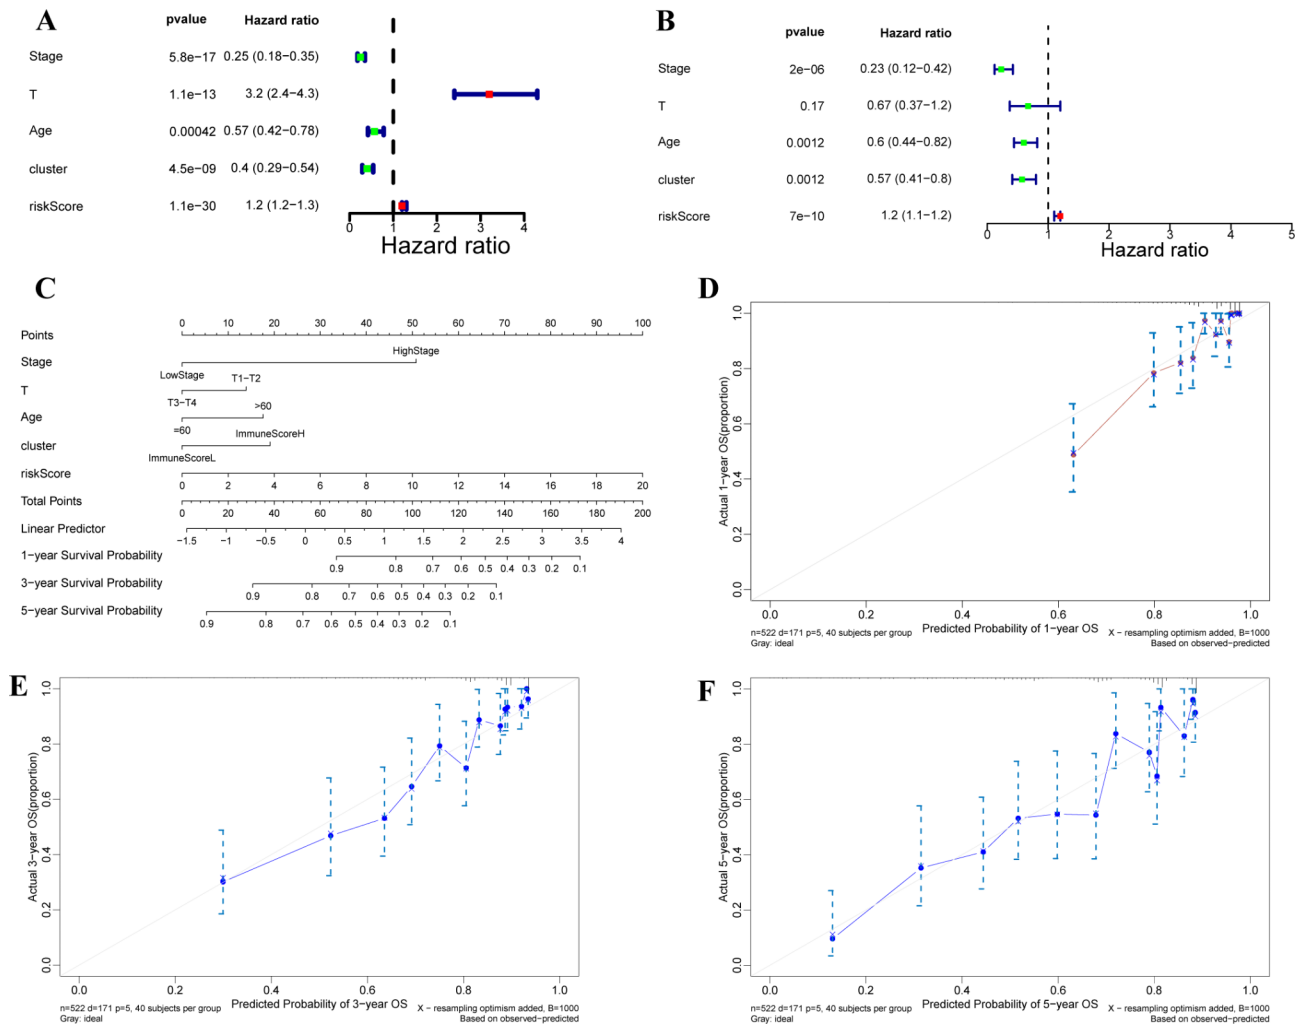 A
pvalue Hazard ratio
Stage 5.8e−17 0.25 (0.18−0.35)
T 1.1e−13 3.2 (2.4−4.3)
Age 0.00042 0.57 (0.42−0.78)
cluster 4.5e−09 0.4 (0.29−0.54)
riskScore 1.1e−30 1.2 (1.2−1.3)
0 1 2 3 4
Hazard ratio
B
pvalue Hazard ratio
Stage 2e−06 0.23 (0.12−0.42)
T 0.17 0.67 (0.37−1.2)
Age 0.0012 0.6 (0.44−0.82)
cluster 0.0012 0.57 (0.41−0.8)
riskScore 7e−10 1.2 (1.1−1.2)
0 1 2 3 4 5
Hazard ratio
C
0 10 20 30 40 50 60 70 80 90 100
Points
HighStage
Stage
LowStage T1−T2
T
T3−T4 >60
Age
=60 ImmuneScoreH
cluster
ImmuneScoreL
riskScore
0 2 4 6 8 10 12 14 16 18 20
Total Points
0 20 40 60 80 100 120 140 160 180 200
Linear Predictor
−1.5 −1 −0.5 0 0.5 1 1.5 2 2.5 3 3.5 4
1−year Survival Probability
0.9 0.8 0.7 0.6 0.5 0.4 0.3 0.2 0.1
3−year Survival Probability
0.9 0.8 0.7 0.6 0.5 0.4 0.3 0.2 0.1
5−year Survival Probability
0.9 0.8 0.7 0.6 0.5 0.4 0.3 0.2 0.1
D
Actual 1−year OS(proportion)
1.0
0.8
0.6
0.4
0.2
0.0
0.0 0.2 0.4 0.6 0.8 1.0
Predicted Probability of 1−year OS
n=522 d=171 p=5, 40 subjects per group
Gray: ideal
X − resampling optimism added, B=1000
Based on observed−predicted
E
Actual 3−year OS(proportion)
1.0
0.8
0.6
0.4
0.2
0.0
0.0 0.2 0.4 0.6 0.8 1.0
Predicted Probability of 3−year OS
n=522 d=171 p=5, 40 subjects per group
Gray: ideal
X − resampling optimism added, B=1000
Based on observed−predicted
F
Actual 5−year OS(proportion)
1.0
0.8
0.6
0.4
0.2
0.0
0.0 0.2 0.4 0.6 0.8 1.0
Predicted Probability of 5−year OS
n=522 d=171 p=5, 40 subjects per group
Gray: ideal
X − resampling optimism added, B=1000
Based on observed−predicted